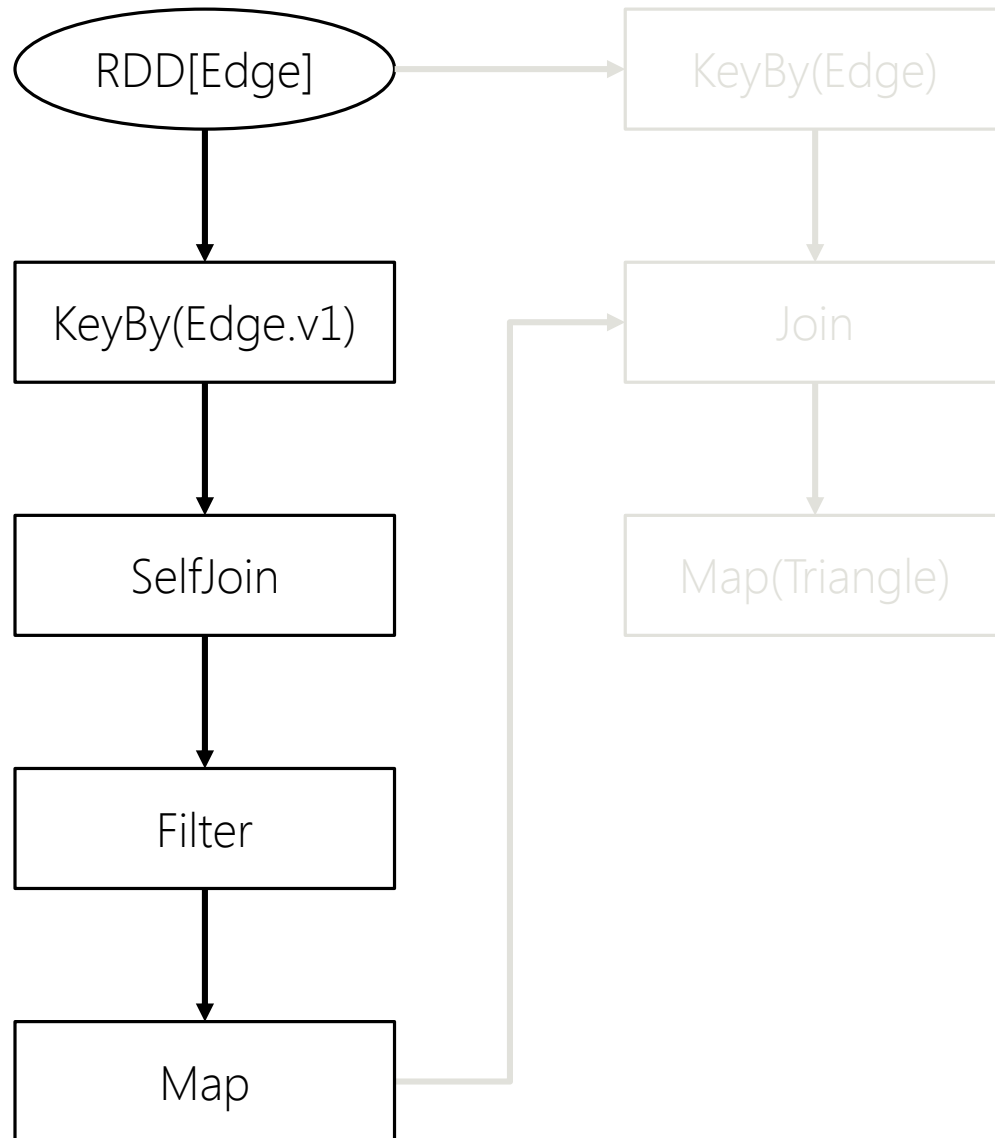 RDD[Edge]
KeyBy(Edge.v1)
SelfJoin
Filter
Map
KeyBy(Edge)
Join
Map(Triangle)